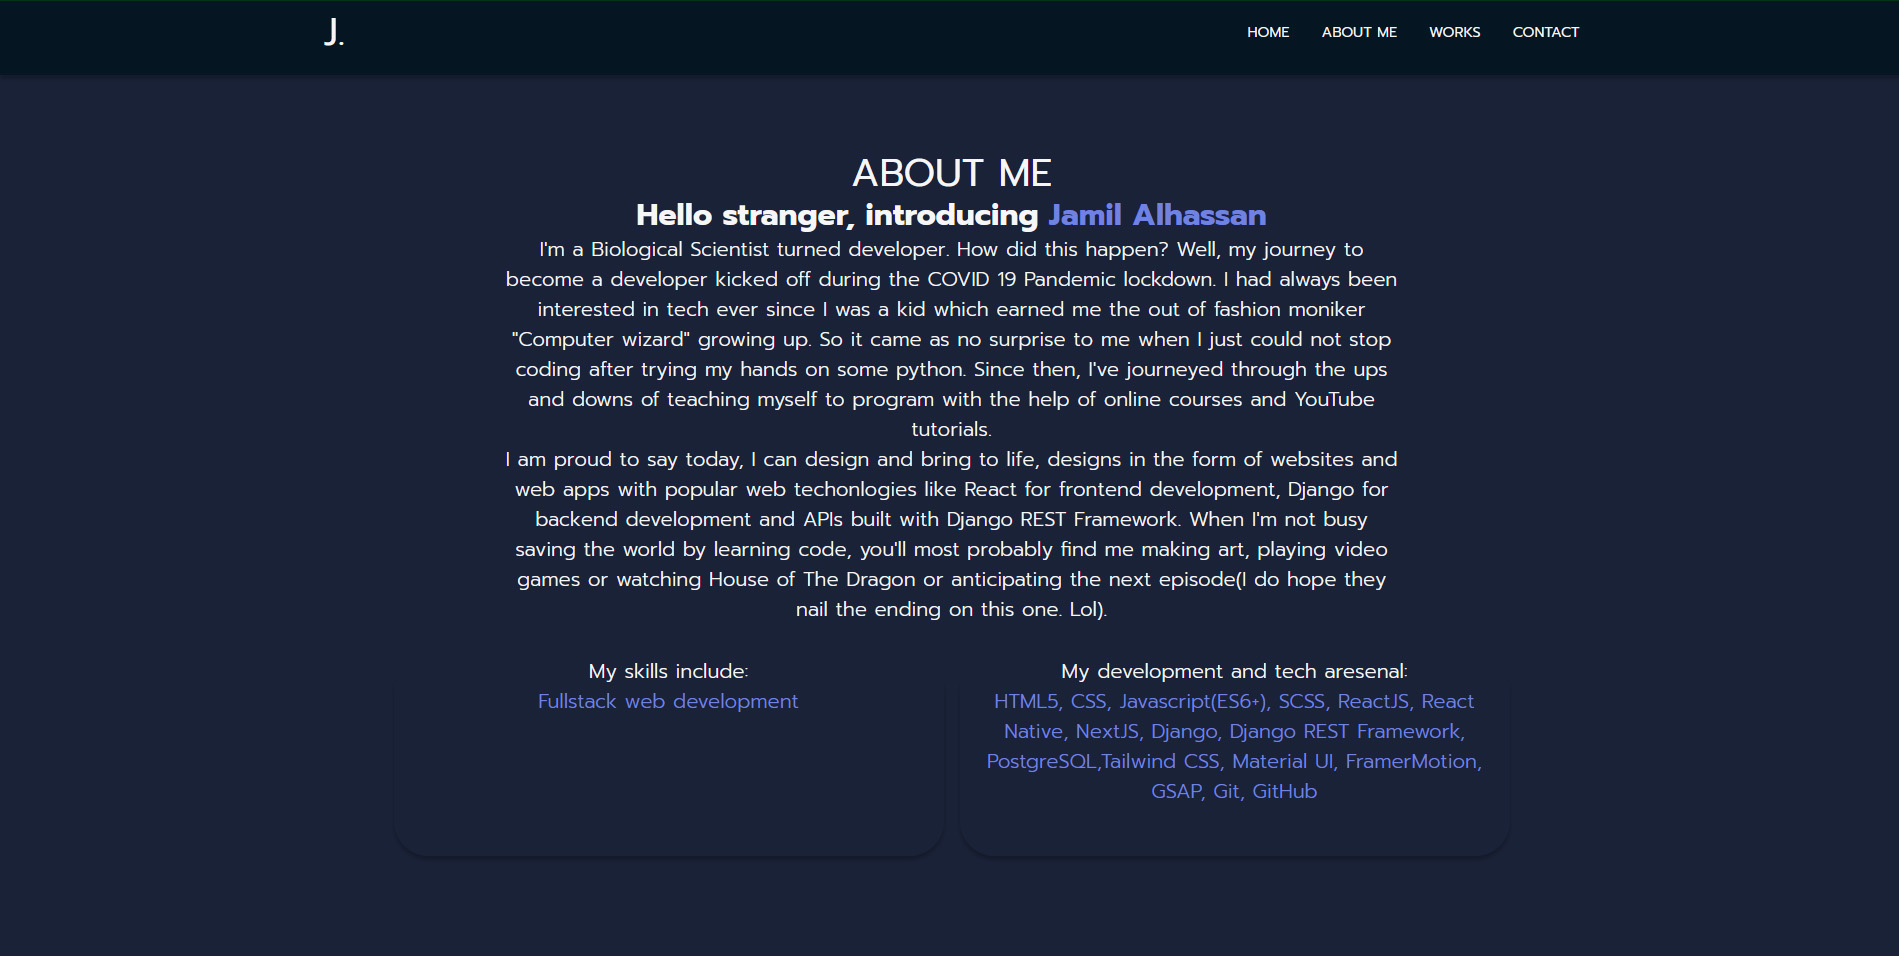 J.
HOME ABOUT ME WORKS CONTACT
ABOUT ME
Hello stranger, introducing Jamil Alhassan
I'm a Biological Scientist turned developer. How did this happen? Well, my journey to
become a developer kicked off during the COVID 19 Pandemic lockdown. I had always been
interested in tech ever since I was a kid which earned me the out of fashion moniker
"Computer wizard" growing up. So it came as no surprise to me when I just could not stop
coding after trying my hands on some python. Since then, I've journeyed through the ups
and downs of teaching myself to program with the help of online courses and YouTube
tutorials.
I am proud to say today, I can design and bring to life, designs in the form of websites and
web apps with popular web techonlogies like React for frontend development, Django for
backend development and APIs built with Django REST Framework. When I'm not busy
saving the world by learning code, you'll most probably find me making art, playing video
games or watching House of The Dragon or anticipating the next episode(I do hope they
nail the ending on this one. Lol).
My skills include:
Fullstack web development
My development and tech aresenal:
HTML5, CSS, Javascript(ES6+), SCSS, ReactJS, React
Native, NextJS, Django, Django REST Framework,
PostgreSQL,Tailwind CSS, Material UI, FramerMotion,
GSAP, Git, GitHub